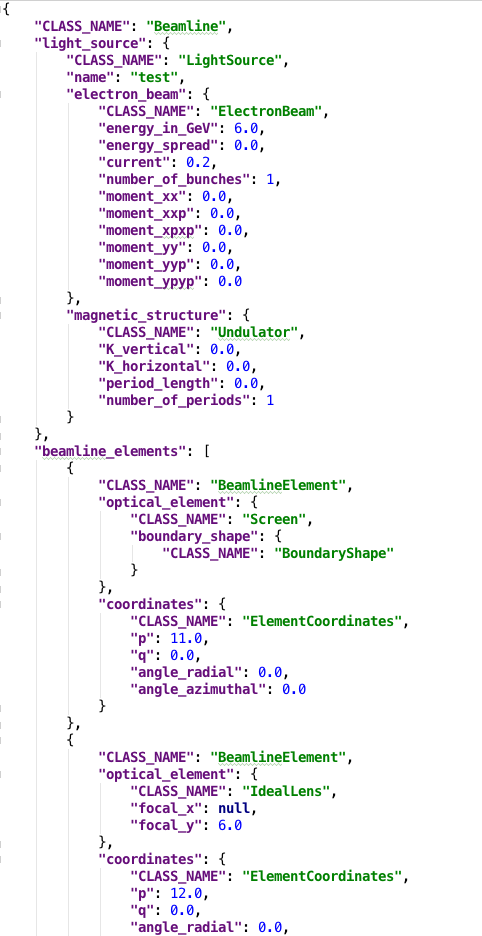 {
    "CLASS_NAME": "Beamline",
    "light_source": {
        "CLASS_NAME": "LightSource",
        "name": "test",
        "electron_beam": {
            "CLASS_NAME": "ElectronBeam",
            "energy_in_GeV": 6.0,
            "energy_spread": 0.0,
            "current": 0.2,
            "number_of_bunches": 1,
            "moment_xx": 0.0,
            "moment_xxp": 0.0,
            "moment_xpxp": 0.0,
            "moment_yy": 0.0,
            "moment_yyp": 0.0,
            "moment_ypyp": 0.0
        },
        "magnetic_structure": {
            "CLASS_NAME": "Undulator",
            "K_vertical": 0.0,
            "K_horizontal": 0.0,
            "period_length": 0.0,
            "number_of_periods": 1
        }
    },
    "beamline_elements": [
        {
            "CLASS_NAME": "BeamlineElement",
            "optical_element": {
                "CLASS_NAME": "Screen",
                "boundary_shape": {
                    "CLASS_NAME": "BoundaryShape"
                }
            },
            "coordinates": {
                "CLASS_NAME": "ElementCoordinates",
                "p": 11.0,
                "q": 0.0,
                "angle_radial": 0.0,
                "angle_azimuthal": 0.0
            }
        },
        {
            "CLASS_NAME": "BeamlineElement",
            "optical_element": {
                "CLASS_NAME": "IdealLens",
                "focal_x": null,
                "focal_y": 6.0
            },
            "coordinates": {
                "CLASS_NAME": "ElementCoordinates",
                "p": 12.0,
                "q": 0.0,
                "angle_radial": 0.0,